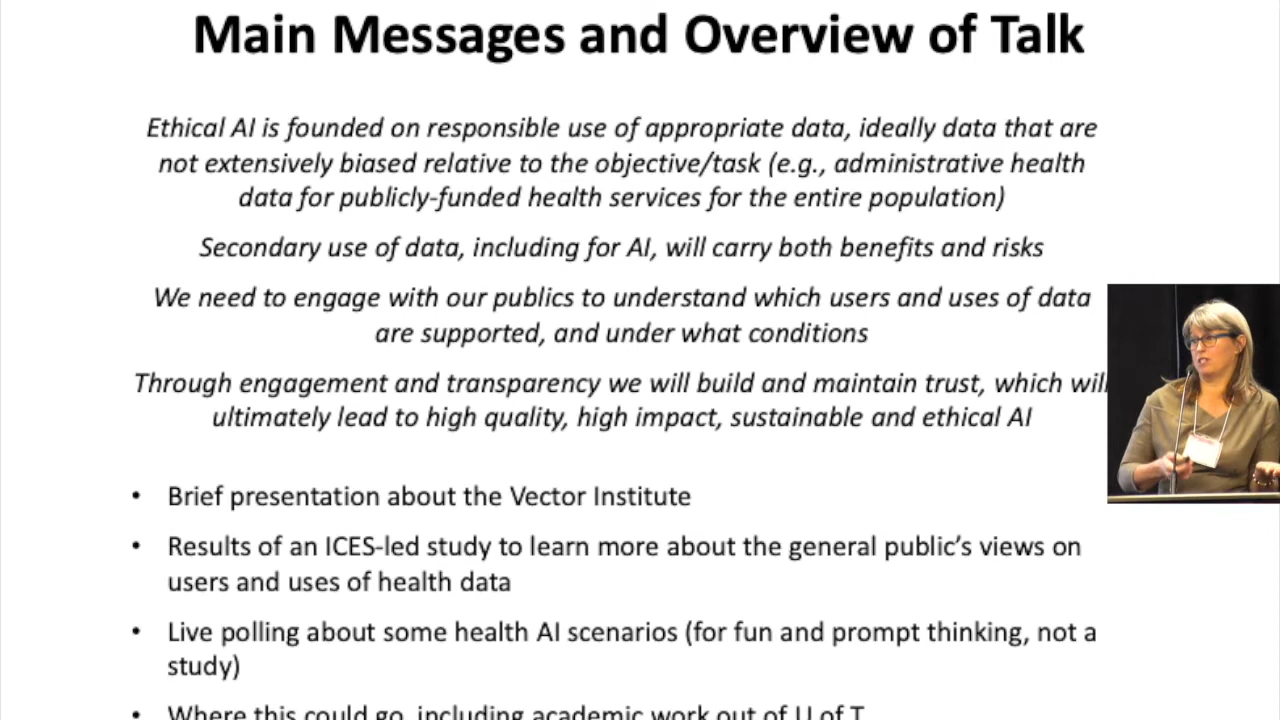 Main Messages and Overview of Talk
Ethical AI is founded on responsible use of appropriate data, ideally data that are
not extensively biased relative to the objective/task (e.g., administrative health
data for publicly-funded health services for the entire population)
Secondary use of data, including for AI, will carry both benefits and risks
We need to engage with our publics to understand which users and uses of data
are supported, and under what conditions
Through engagement and transparency we will build and maintain trust, which will
ultimately lead to high quality, high impact, sustainable and ethical AI
• Brief presentation about the Vector Institute
• Results of an ICES-led study to learn more about the general public's views on
users and uses of health data
• Live polling about some health AI scenarios (for fun and prompt thinking, not a
study)
• Where this could go, including academic work out of U of T